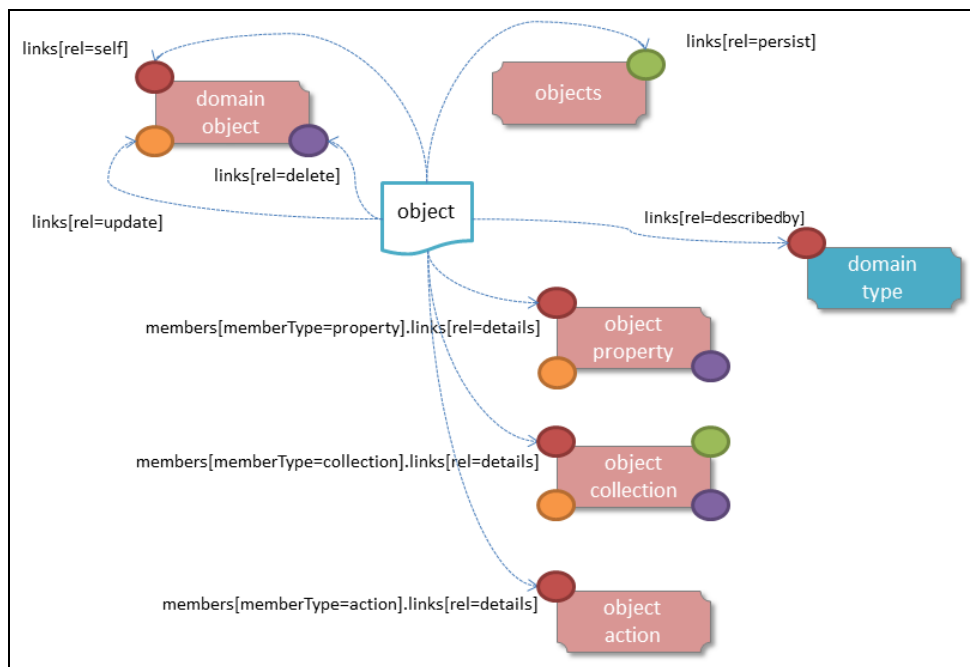 links[rel=self]
links[rel=persist]
domain
object
objects
links[rel=delete]
object
links[rel=update]
links[rel=describedby]
domain
type
members[memberType=property].links[rel=details]
object
property
members[memberType=collection].links[rel=details]
object
collection
members[memberType=action].links[rel=details]
object
action